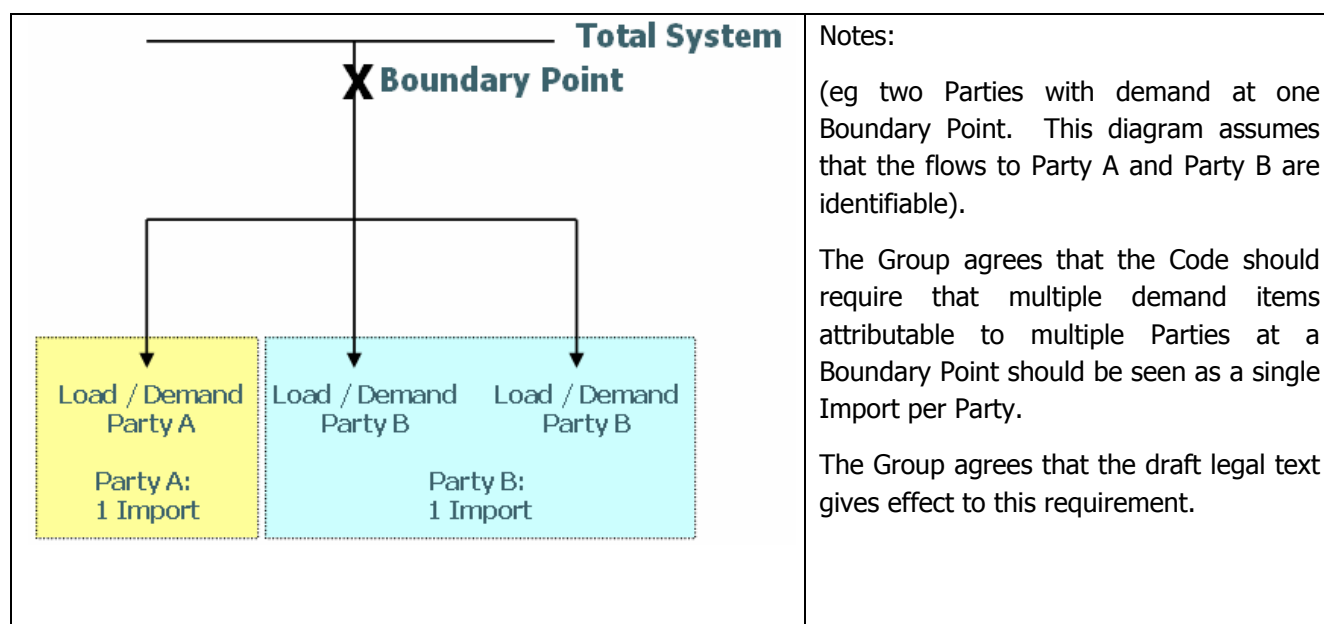 Total System
X Boundary Point
Load / Demand
Party A
Load / Demand
Party B
Load / Demand
Party B
Party A:
1 Import
Party B:
1 Import
Notes:
(eg two Parties with demand at one
Boundary Point. This diagram assumes
that the flows to Party A and Party B are
identifiable).
The Group agrees that the Code should
require that multiple demand items
attributable to multiple Parties at a
Boundary Point should be seen as a single
Import per Party.
The Group agrees that the draft legal text
gives effect to this requirement.